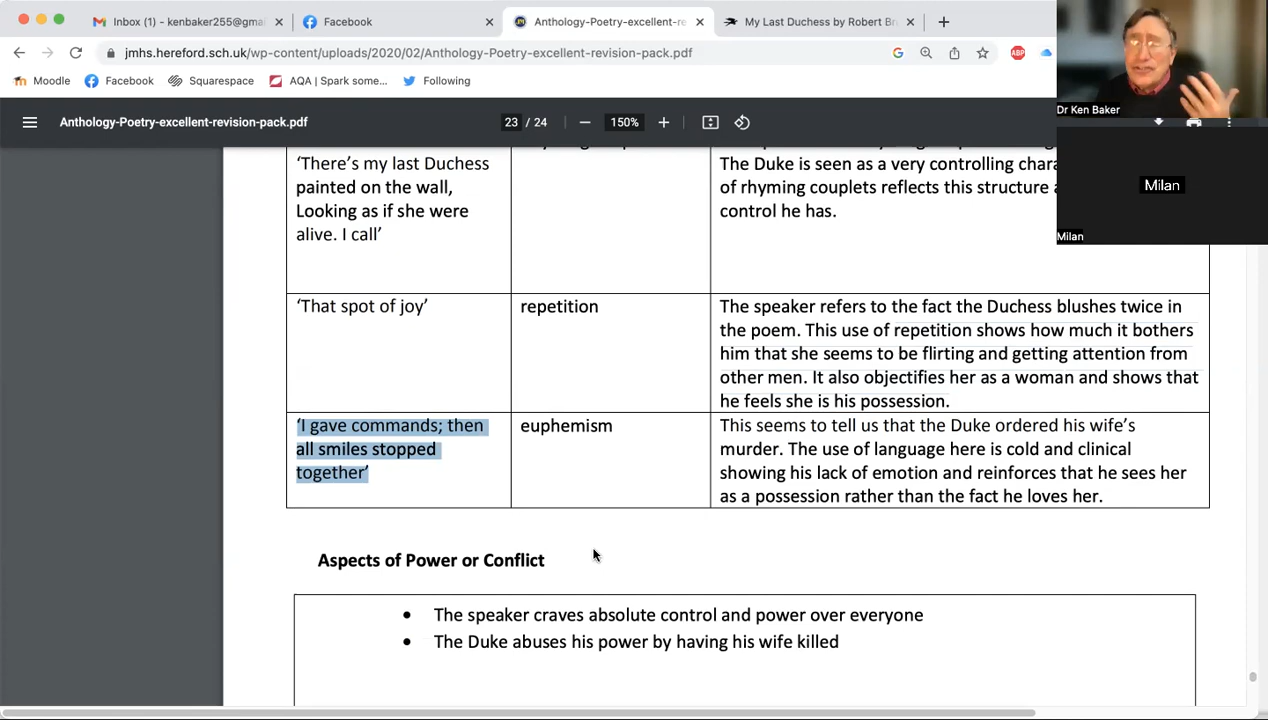 Inbox (1) - kenbaker255@gma
Facebook
Anthology-Poetry-excellent-re
My Last Duchess by Robert Br
jmhs.hereford.sch.uk/wp-content/uploads/2020/02/Anthology-Poetry-excellent-revision-pack.pdf
ABP
Moodle
Facebook
Squarespace
AQA | Spark some...
Following
Dr Ken Baker
Anthology-Poetry-excellent-revision-pack.pdf
23 / 24
150%
Milan
Milan
‘There’s my last Duchess
painted on the wall,
Looking as if she were
alive. I call’
The Duke is seen as a very controlling chara
of rhyming couplets reflects this structure a
control he has.
‘That spot of joy’
repetition
The speaker refers to the fact the Duchess blushes twice in
the poem. This use of repetition shows how much it bothers
him that she seems to be flirting and getting attention from
other men. It also objectifies her as a woman and shows that
he feels she is his possession.
‘I gave commands; then
all smiles stopped
together’
euphemism
This seems to tell us that the Duke ordered his wife’s
murder. The use of language here is cold and clinical
showing his lack of emotion and reinforces that he sees her
as a possession rather than the fact he loves her.
Aspects of Power or Conflict
• The speaker craves absolute control and power over everyone
• The Duke abuses his power by having his wife killed